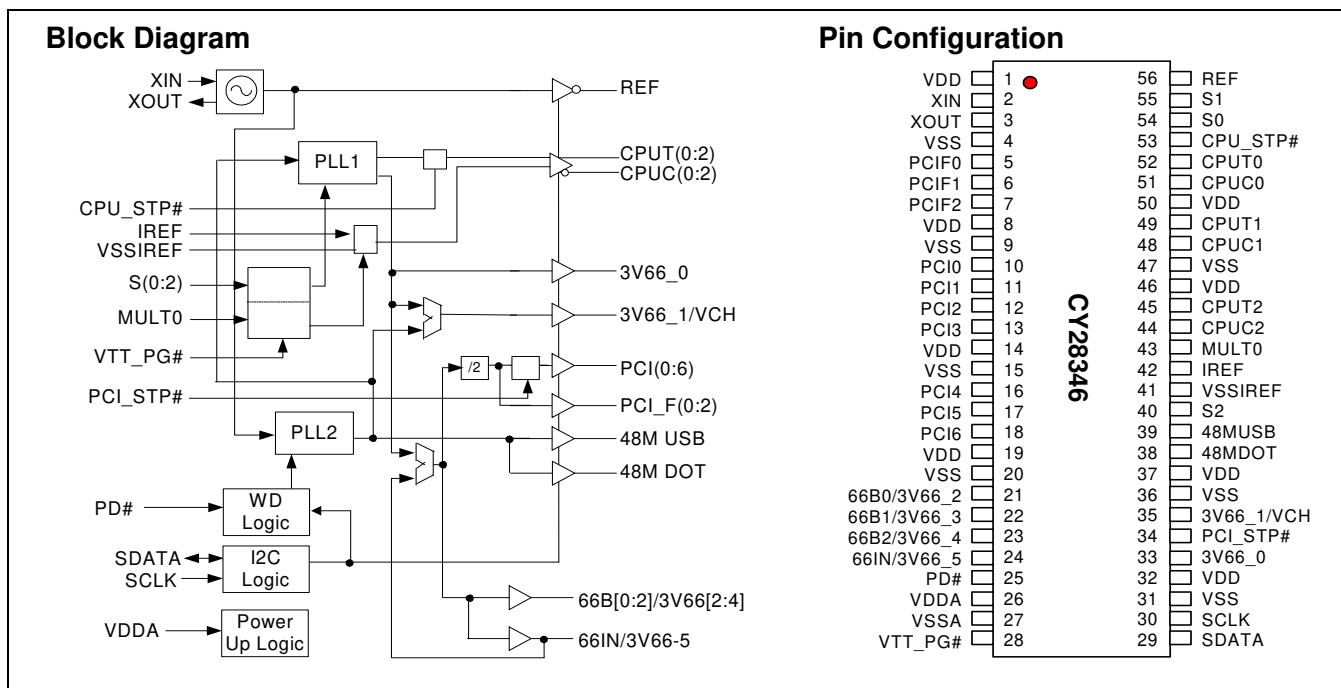 Block Diagram
XIN
XOUT
REF
PLL1
CPUT(0:2)
CPUC(0:2)
CPU_STP#
IREF
VSSIREF
3V66_0
S(0:2)
MULT0
3V66_1/VCH
VTT_PG#
/2
PCI(0:6)
PCI_STP#
PCI_F(0:2)
PLL2
48M USB
48M DOT
PD#
WD
Logic
SDATA
SCLK
I2C
Logic
66B[0:2]/3V66[2:4]
VDDA
Power
Up Logic
66IN/3V66-5
Pin Configuration
VDD 1 56 REF
XIN 2 55 S1
XOUT 3 54 S0
VSS 4 53 CPU_STP#
PCIF0 5 52 CPUT0
PCIF1 6 51 CPUC0
PCIF2 7 50 VDD
VDD 8 49 CPUT1
VSS 9 48 CPUC1
PCI0 10 47 VSS
PCI1 11 46 VDD
PCI2 12 45 CPUT2
PCI3 13 44 CPUC2
VDD 14 43 MULT0
VSS 15 42 IREF
PCI4 16 41 VSSIREF
PCI5 17 40 S2
PCI6 18 39 48MUSB
VDD 19 38 48MDOT
VSS 20 37 VDD
66B0/3V66_2 21 36 VSS
66B1/3V66_3 22 35 3V66_1/VCH
66B2/3V66_4 23 34 PCI_STP#
66IN/3V66_5 24 33 3V66_0
PD# 25 32 VDD
VDDA 26 31 VSS
VSSA 27 30 SCLK
VTT_PG# 28 29 SDATA
CY28346